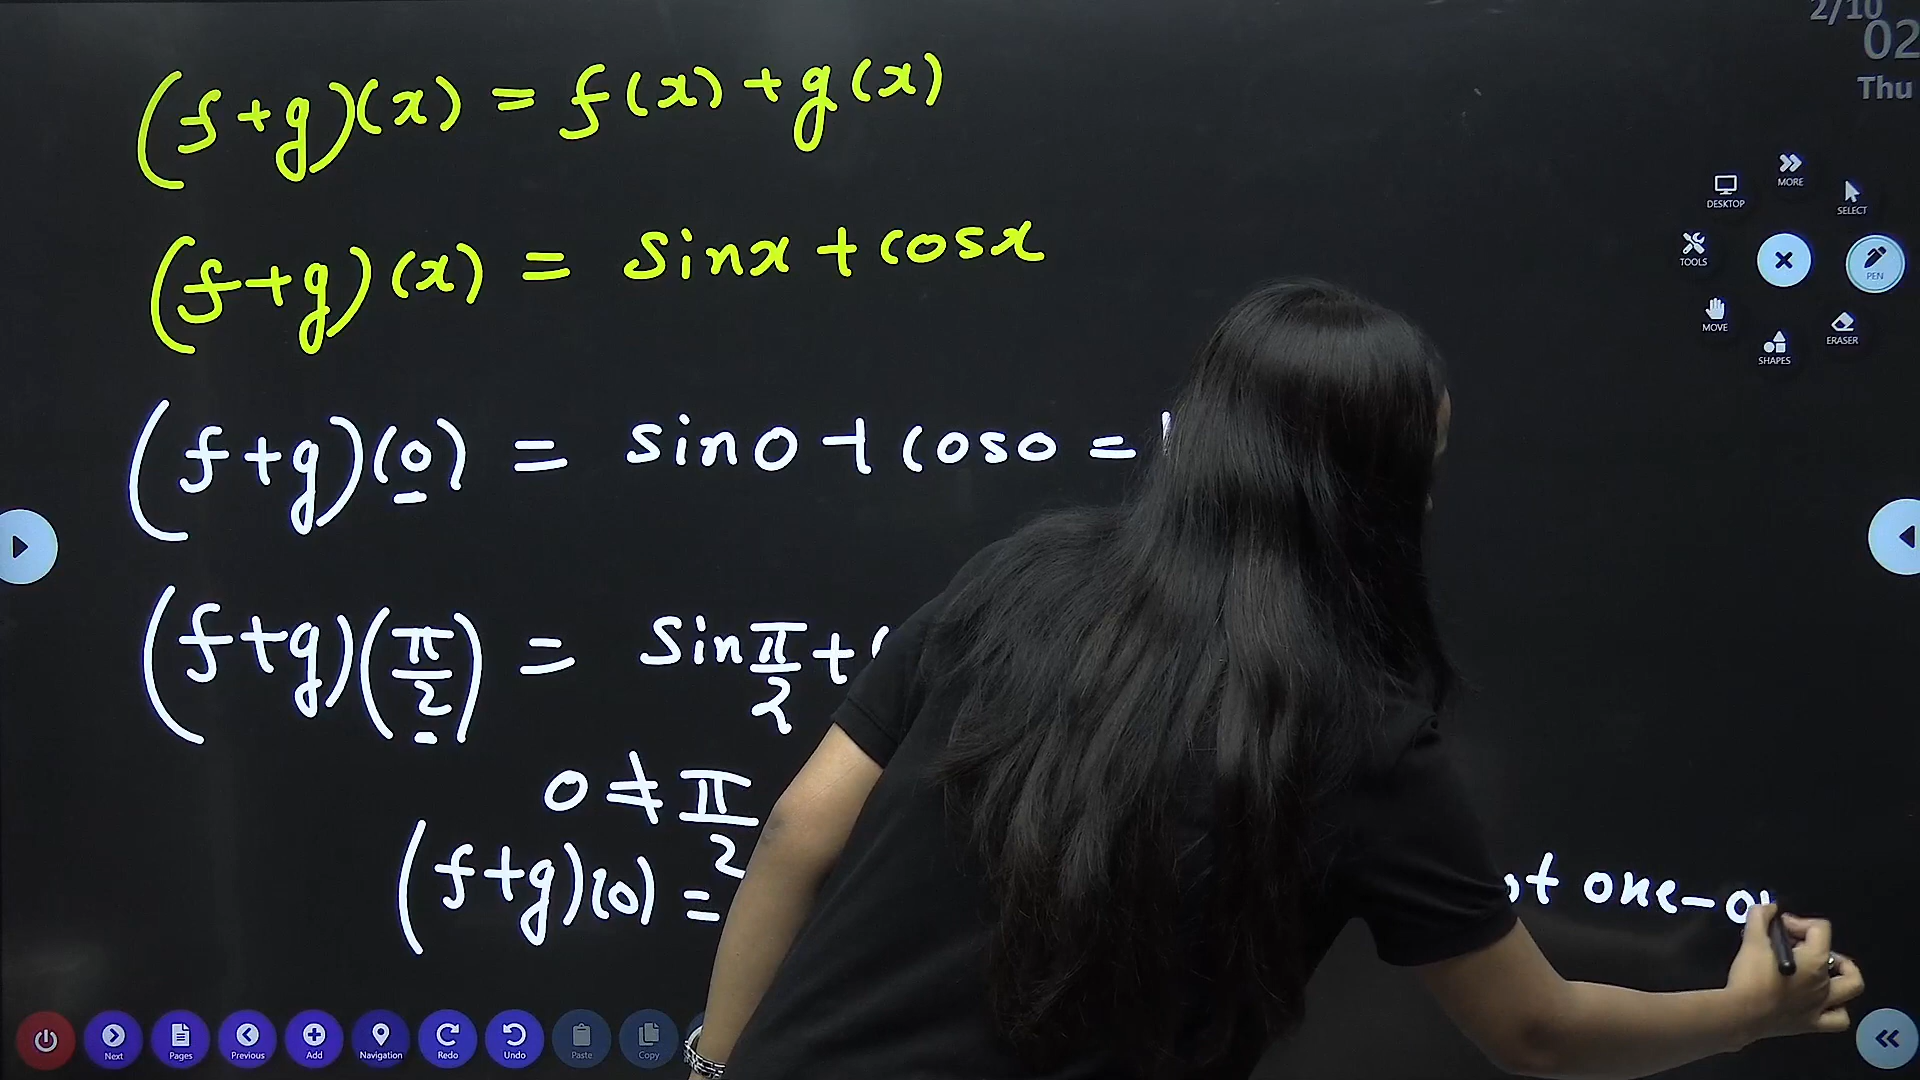 2/10
02
Thu
(f+g)(x) = f(x)+g(x)
(f+g)(x) = sinx+cosx
(f+g)(0) = sin0+cos0 =
(f+g)(π/2) = sin π/2 +
0 ≠ π/2
(f+g)(0) =
one-
MORE
DESKTOP
SELECT
TOOLS
PEN
MOVE
ERASER
SHAPES
Next
Pages
Previous
Add
Navigation
Redo
Undo
Paste
Copy